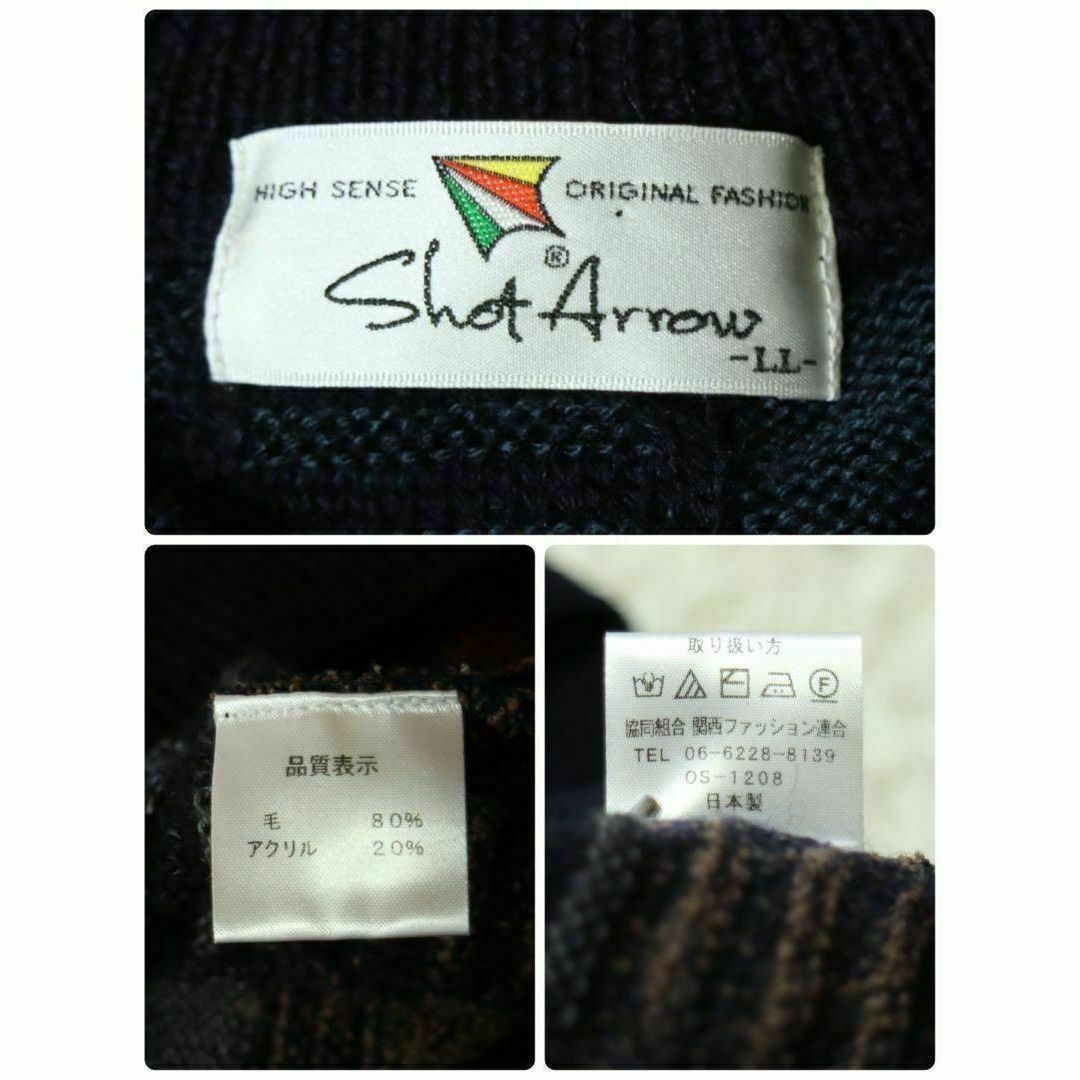 HIGH SENSE ORIGINAL FASHION
®
Shot Arrow
-LL-
品質表示
毛 80%
アクリル 20%
取り扱い方
F
協同組合 関西ファッション連合
TEL 06-6228-8139
OS-1208
日本製